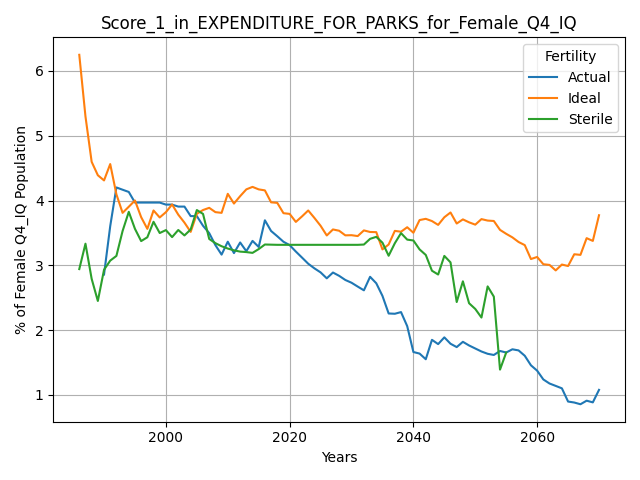 Score_1_in_EXPENDITURE_FOR_PARKS_for_Female_Q4_IQ
% of Female Q4_IQ Population
6
5
4
3
2
1
Fertility
Actual
Ideal
Sterile
2000
2020
2040
2060
Years